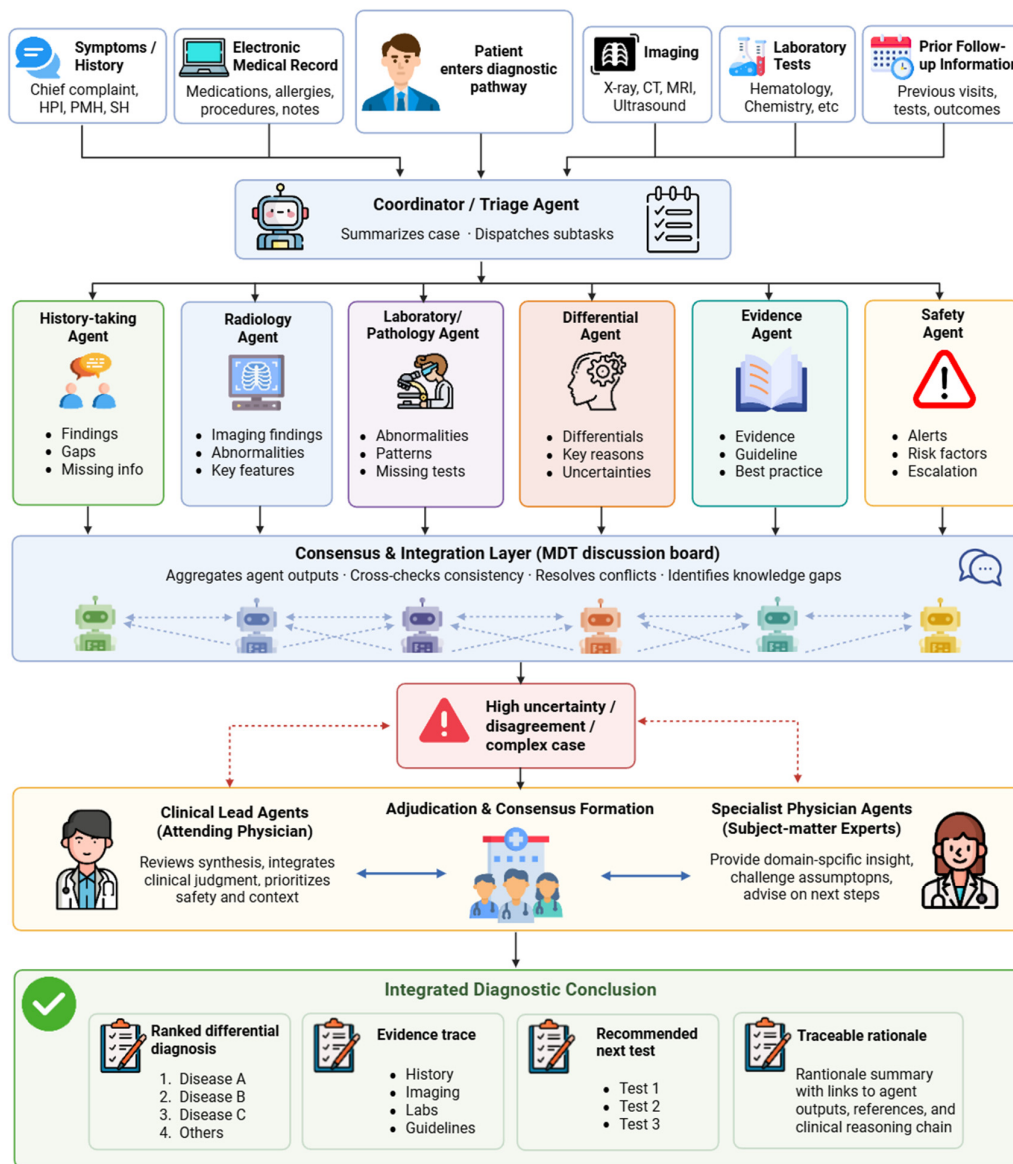 Symptoms /
History
Chief complaint,
HPI, PMH, SH
Electronic
Medical Record
Medications, allergies,
procedures, notes
Patient
enters diagnostic
pathway
Imaging
X-ray, CT, MRI,
Ultrasound
Laboratory
Tests
Hematology,
Chemistry, etc
Prior Follow-
up Information
Previous visits,
tests, outcomes
Coordinator / Triage Agent
Summarizes case · Dispatches subtasks
History-taking
Agent
• Findings
• Gaps
• Missing info
Radiology
Agent
• Imaging findings
• Abnormalities
• Key features
Laboratory/
Pathology Agent
• Abnormalities
• Patterns
• Missing tests
Differential
Agent
• Differentials
• Key reasons
• Uncertainties
Evidence
Agent
• Evidence
• Guideline
• Best practice
Safety
Agent
• Alerts
• Risk factors
• Escalation
Consensus & Integration Layer (MDT discussion board)
Aggregates agent outputs · Cross-checks consistency · Resolves conflicts · Identifies knowledge gaps
High uncertainty /
disagreement /
complex case
Clinical Lead Agents
(Attending Physician)
Reviews synthesis, integrates
clinical judgment, prioritizes
safety and context
Adjudication & Consensus Formation
Specialist Physician Agents
(Subject-matter Experts)
Provide domain-spcific insight,
challenge assumptopns,
advise on next steps
Integrated Diagnostic Conclusion
Ranked differential
diagnosis
1. Disease A
2. Disease B
3. Disease C
4. Others
Evidence trace
• History
• Imaging
• Labs
• Guidelines
Recommended
next test
• Test 1
• Test 2
• Test 3
Traceable rationale
Rantionale summary
with links to agent
outputs, references, and
clinical reasoning chain